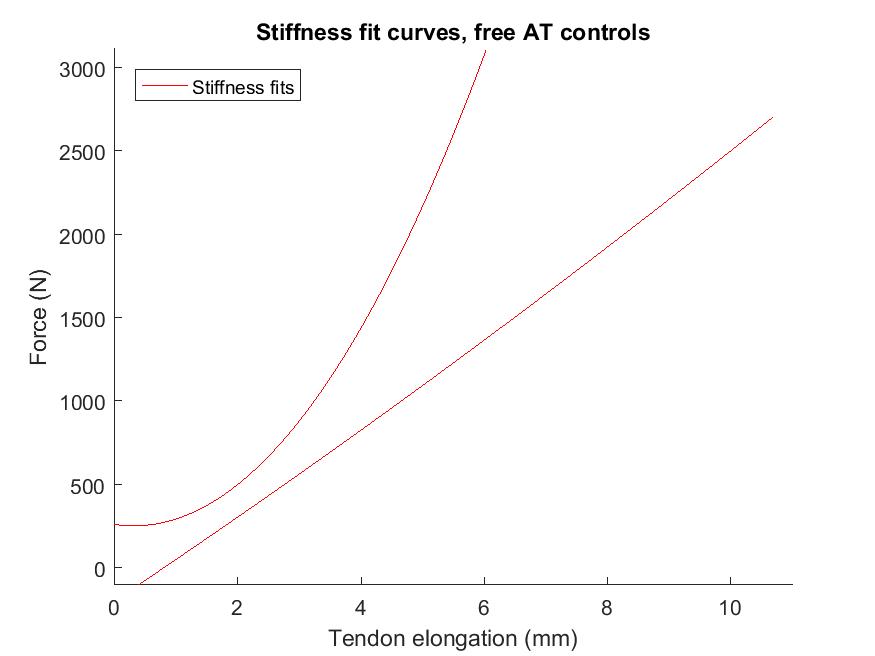 Stiffness fit curves, free AT controls
Stiffness fits
3000
2500
2000
1500
1000
500
0
Force (N)
0 2 4 6 8 10
Tendon elongation (mm)